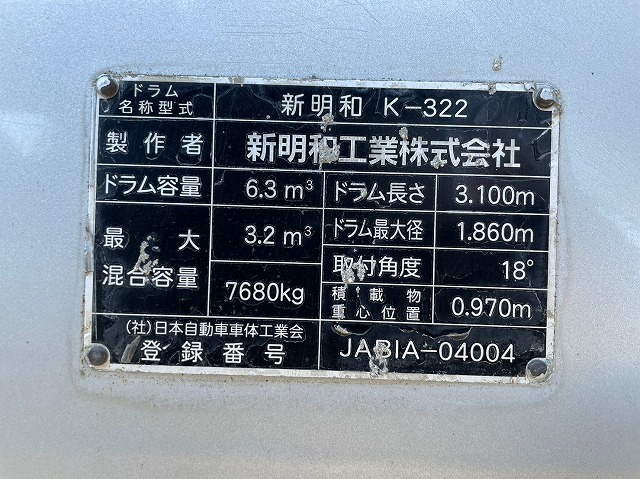 ドラム
名称型式
新明和 K-322
製作者
新明和工業株式会社
ドラム容量
6.3 m³
ドラム長さ
3.100m
最大
混合容量
3.2 m³
7680kg
ドラム最大径
1.860m
取付角度
18°
積載物
重心位置
0.970m
(社)日本自動車車体工業会
登録番号
JABIA-04004